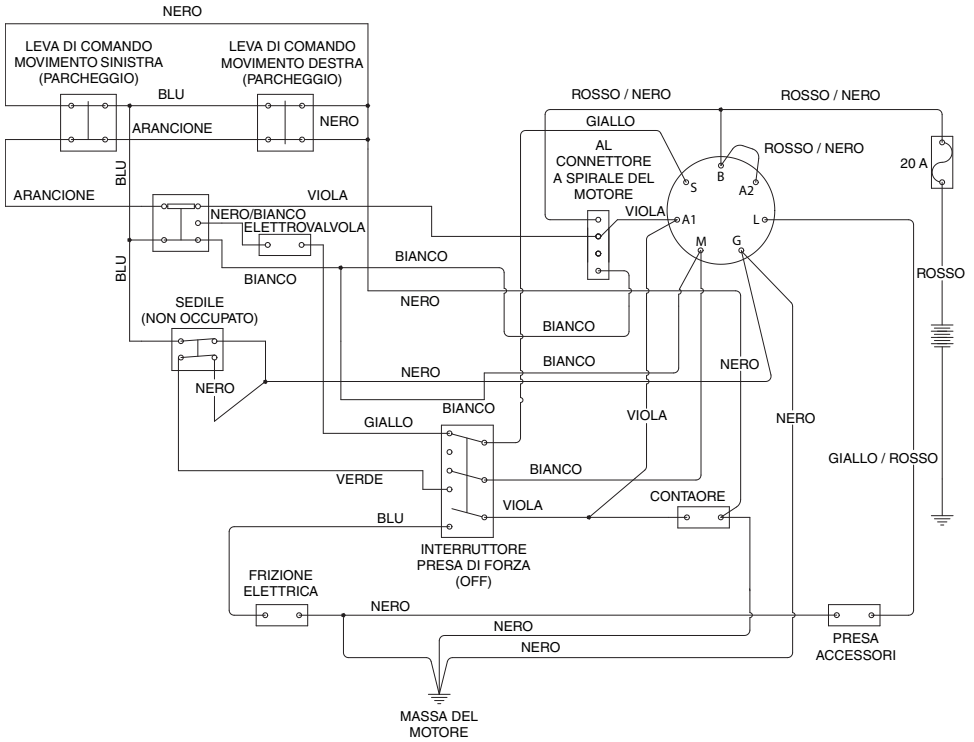 NERO
LEVA DI COMANDO
MOVIMENTO SINISTRA
(PARCHEGGIO)
LEVA DI COMANDO
MOVIMENTO DESTRA
(PARCHEGGIO)
BLU
ARANCIONE
NERO
BLU
ROSSO / NERO
ROSSO / NERO
GIALLO
AL
CONNETTORE
A SPIRALE DEL
MOTORE
ROSSO / NERO
20 A
S
B
A2
A1
L
M
G
VIOLA
ARANCIONE
VIOLA
NERO/BIANCO
ELETTROVALVOLA
BLU
BIANCO
BIANCO
ROSSO
NERO
SEDILE
(NON OCCUPATO)
BIANCO
BIANCO
NERO
NERO
NERO
BIANCO
VIOLA
NERO
GIALLO
VERDE
BIANCO
GIALLO / ROSSO
VIOLA
CONTAORE
BLU
INTERRUTTORE
PRESA DI FORZA
(OFF)
FRIZIONE
ELETTRICA
NERO
NERO
NERO
PRESA
ACCESSORI
MASSA DEL
MOTORE